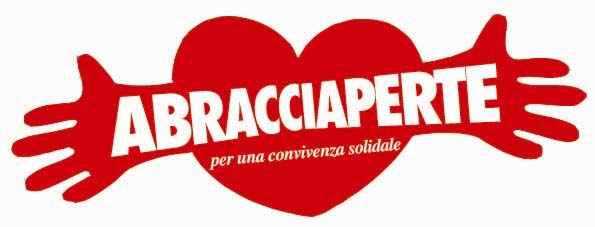 ABRACCIAPERTE
per una convivenza solidale